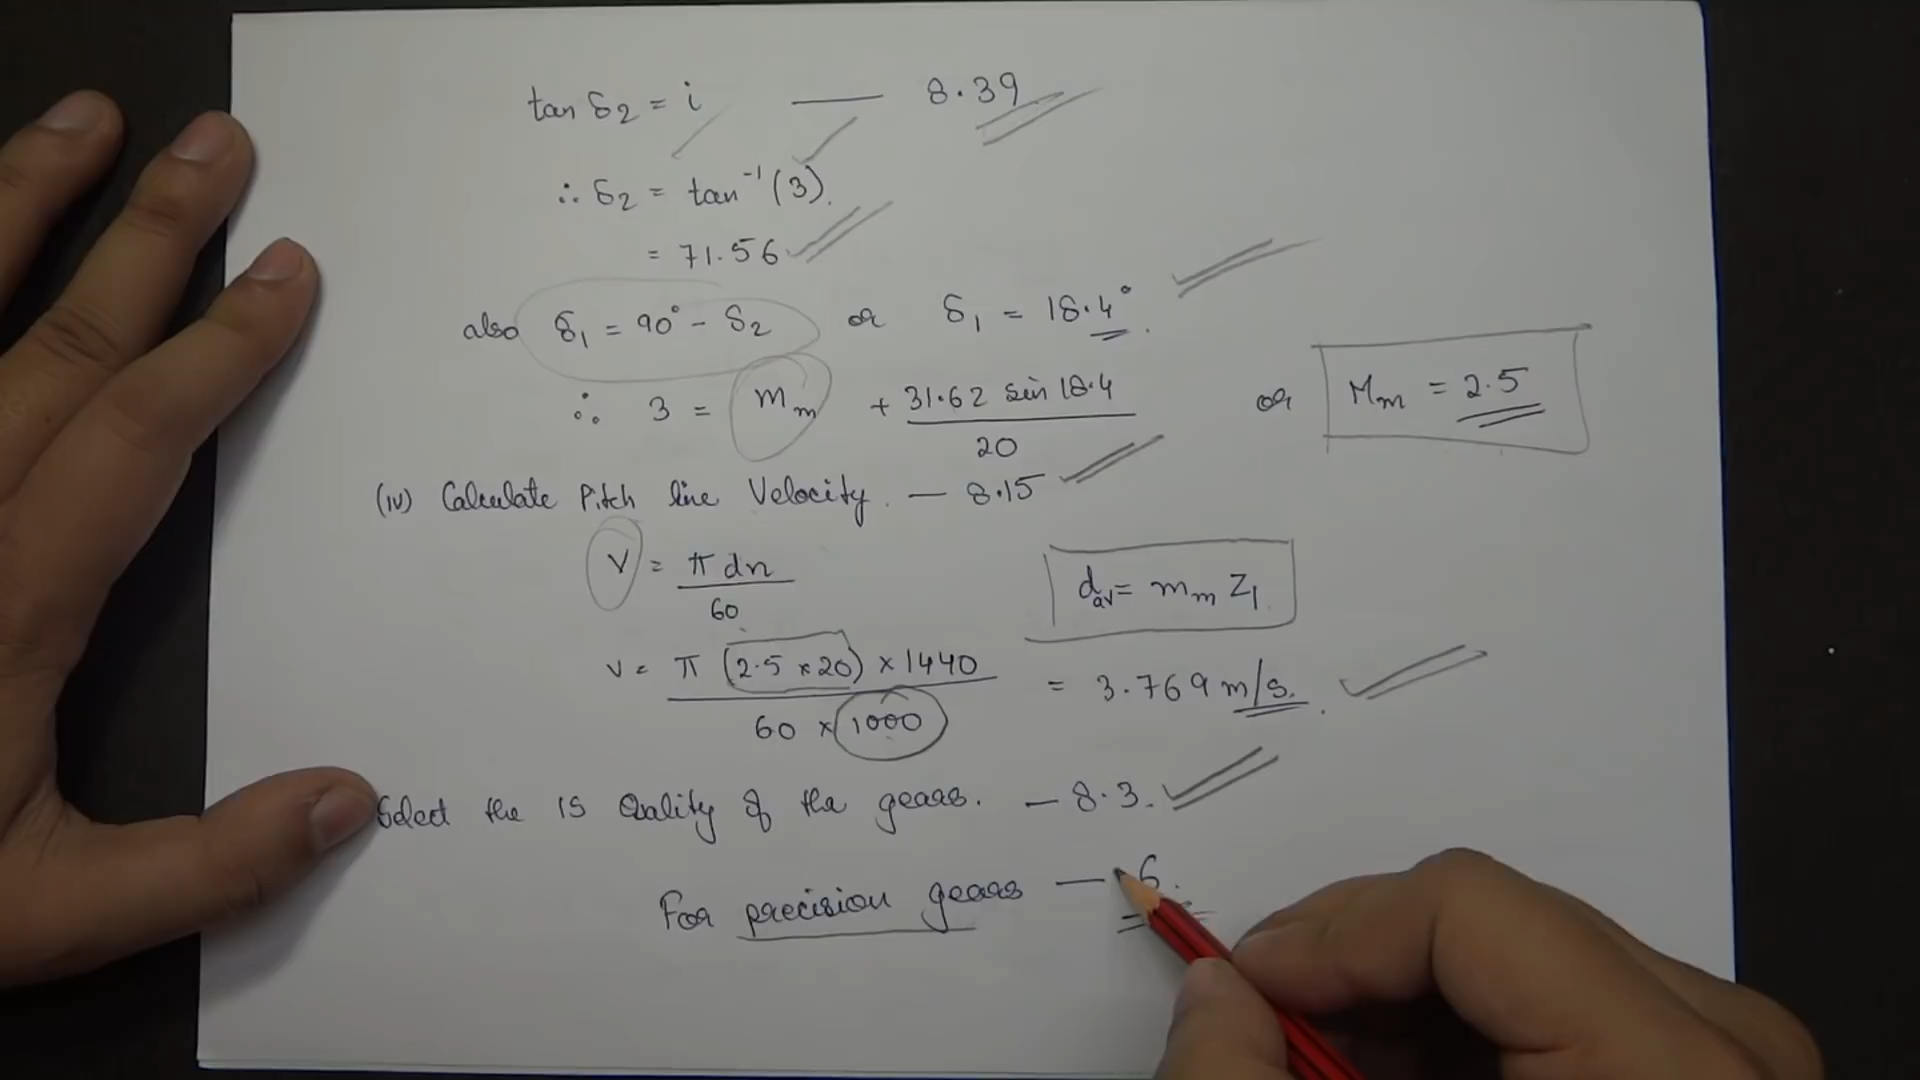 tan δ2 = i — 8.39
∴ δ2 = tan⁻¹(3).
= 71.56
also δ1 = 90° - δ2 or δ1 = 18.4°.
∴ 3 = mm + 31.62 sin 18.4 / 20 or Mm = 2.5
(iv) Calculate Pitch line Velocity. — 8.15
V = π dn / 60
dav = mm Z1
v = π (2.5 × 20) × 1440 / 60 × 1000 = 3.769 m/s.
Select the IS Quality of the gears. — 8.3.
For precision gears — 6.